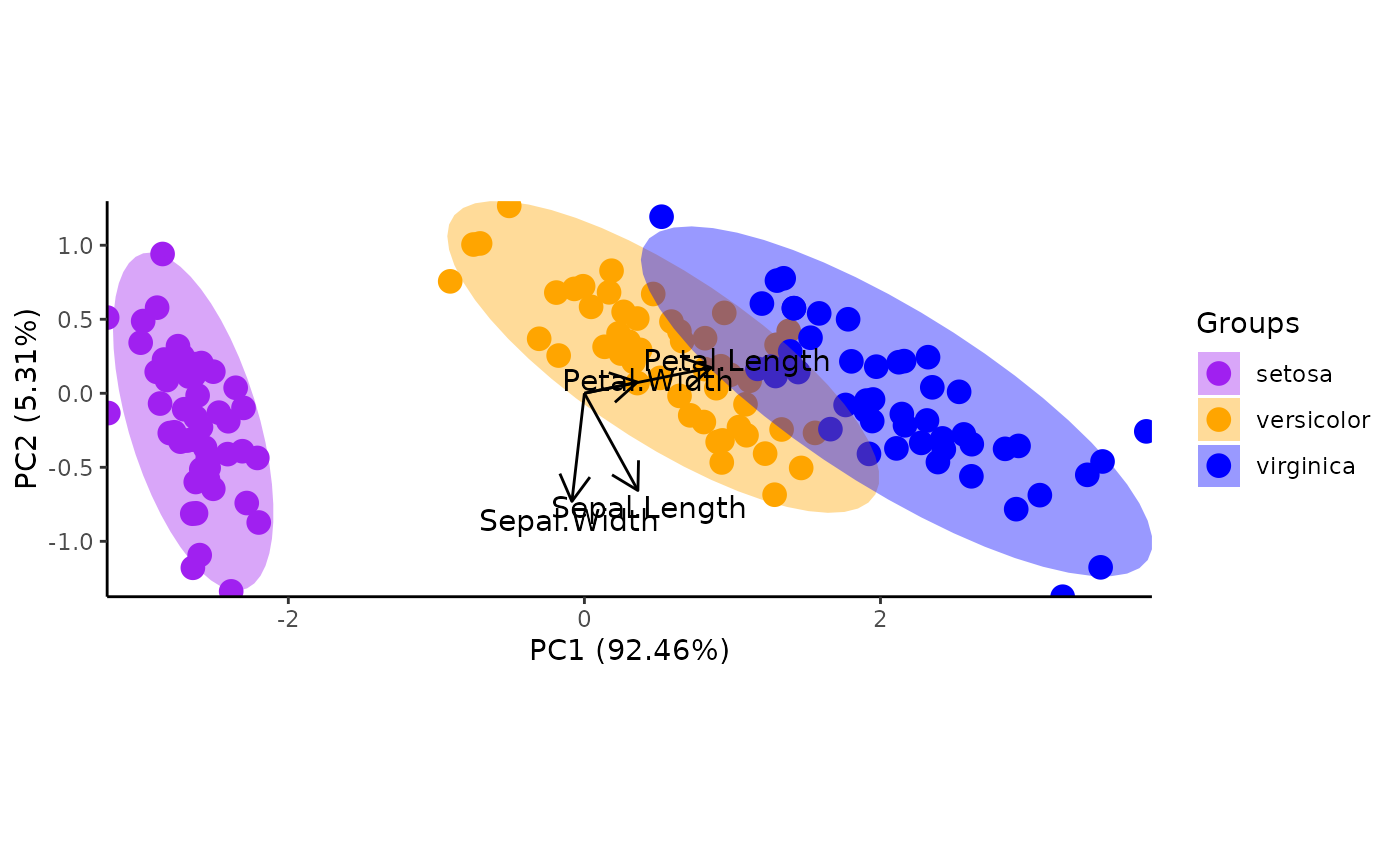 1.0
0.5
0.0
-0.5
-1.0
PC2 (5.31%)
Petal.Length
Petal.Width
Sepal.Length
Sepal.Width
-2
0
2
PC1 (92.46%)
Groups
setosa
versicolor
virginica